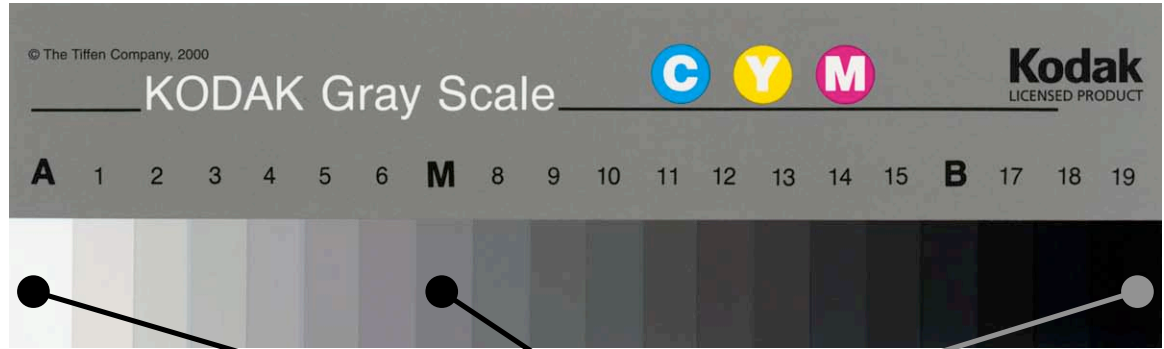 © The Tiffen Company, 2000
KODAK Gray Scale
C Y M
Kodak
LICENSED PRODUCT
A 1 2 3 4 5 6 M 8 9 10 11 12 13 14 15 B 17 18 19